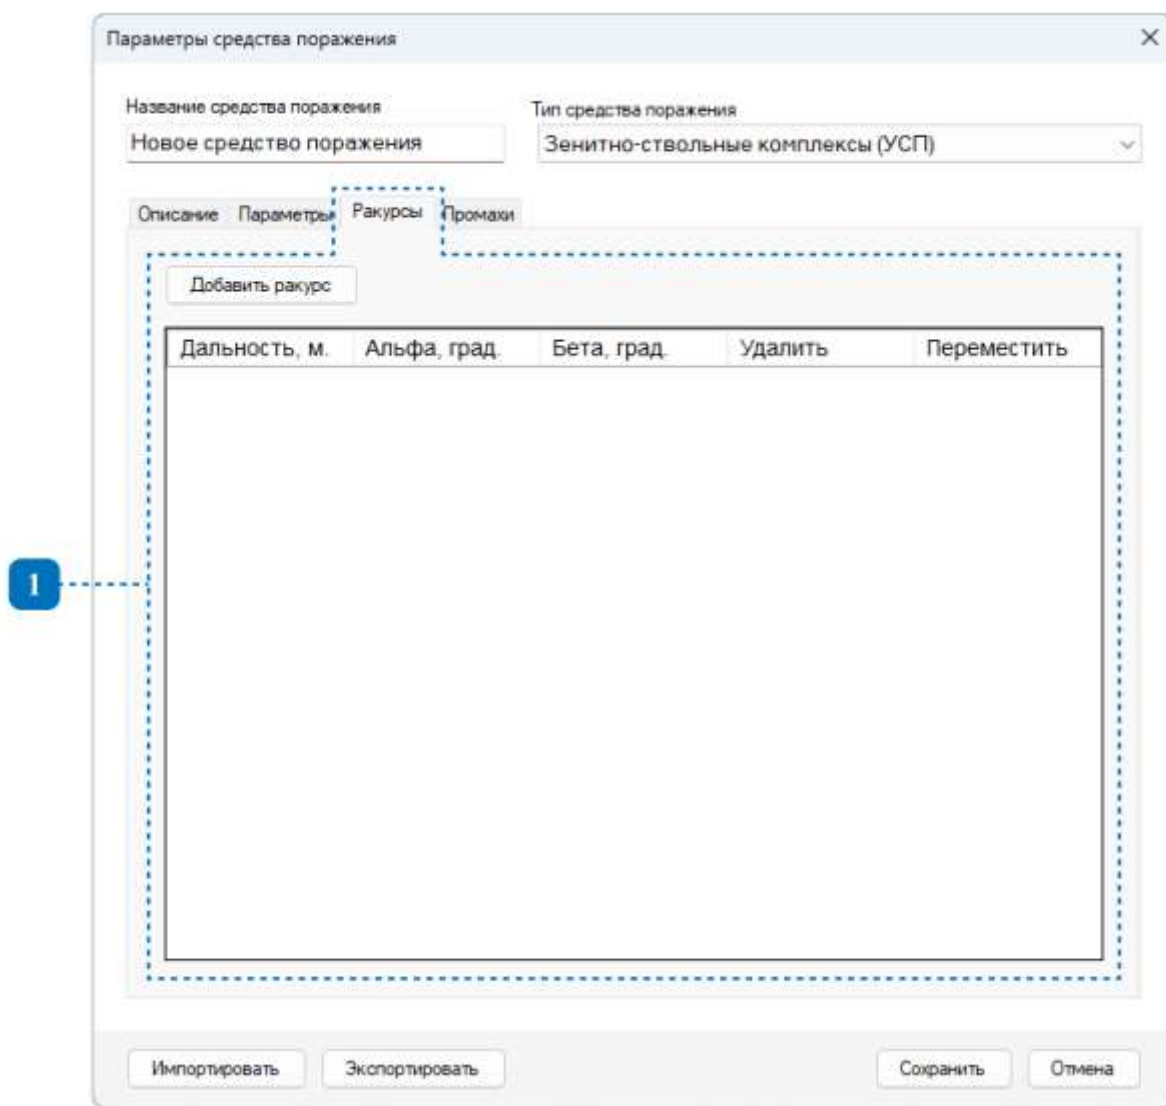 Параметры средства поражения
Название средства поражения
Тип средства поражения
Новое средство поражения
Зенитно-ствольные комплексы (УСП)
Описание Параметры Ракурсы Промахи
Добавить ракурс
Дальность, м. Альфа, град. Бета, град. Удалить Переместить
1
Импортировать Экспортировать Сохранить Отмена